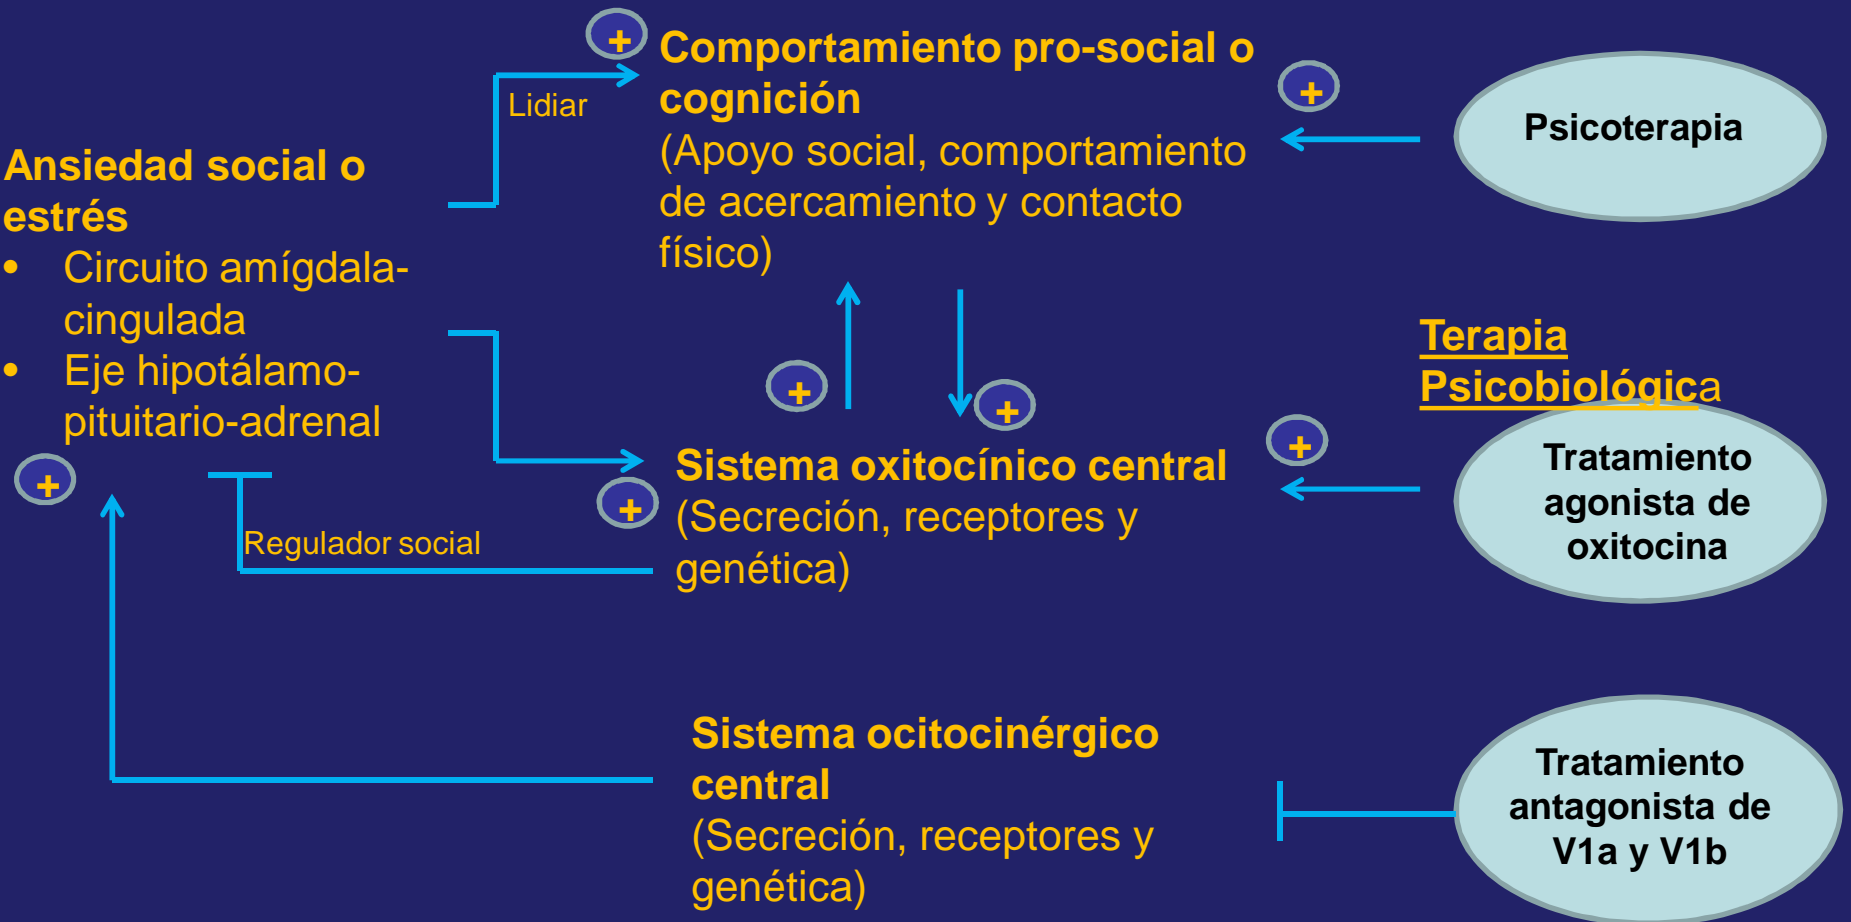 Ansiedad social o
estrés
• Circuito amígdala-
cingulada
• Eje hipotálamo-
pituitario-adrenal
+
Lidiar
+
Comportamiento pro-social o
cognición
(Apoyo social, comportamiento
de acercamiento y contacto
físico)
+
Psicoterapia
+
+
Terapia
Psicobiológica
+
Regulador social
+
Sistema oxitocínico central
(Secreción, receptores y
genética)
+
Tratamiento
agonista de
oxitocina
Sistema ocitocinérgico
central
(Secreción, receptores y
genética)
Tratamiento
antagonista de
V1a y V1b